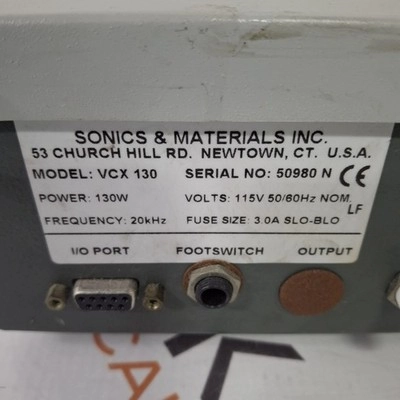 SONICS & MATERIALS INC.
53 CHURCH HILL RD. NEWTOWN, CT. U.S.A.
MODEL: VCX 130 SERIAL NO: 50980 N CE
POWER: 130W VOLTS: 115V 50/60Hz NOM.
LF
FREQUENCY: 20kHz FUSE SIZE: 3.0A SLO-BLO
I/O PORT FOOTSWITCH OUTPUT
CA